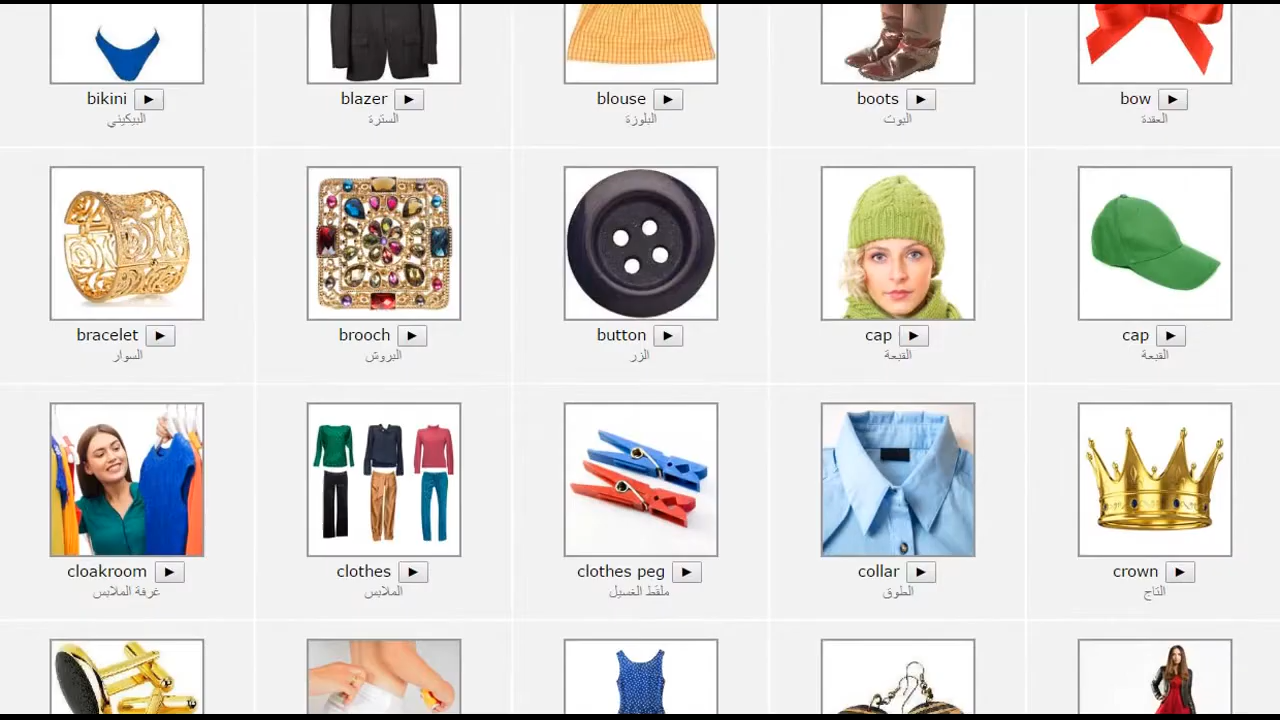 bikini
البيكيني
blazer
السترة
blouse
البلوزة
boots
البوت
bow
العقدة
bracelet
السوار
brooch
البروش
button
الزر
cap
القبعة
cap
القبعة
cloakroom
غرفة الملابس
clothes
الملابس
clothes peg
ملقط الغسيل
collar
الطوق
crown
التاج